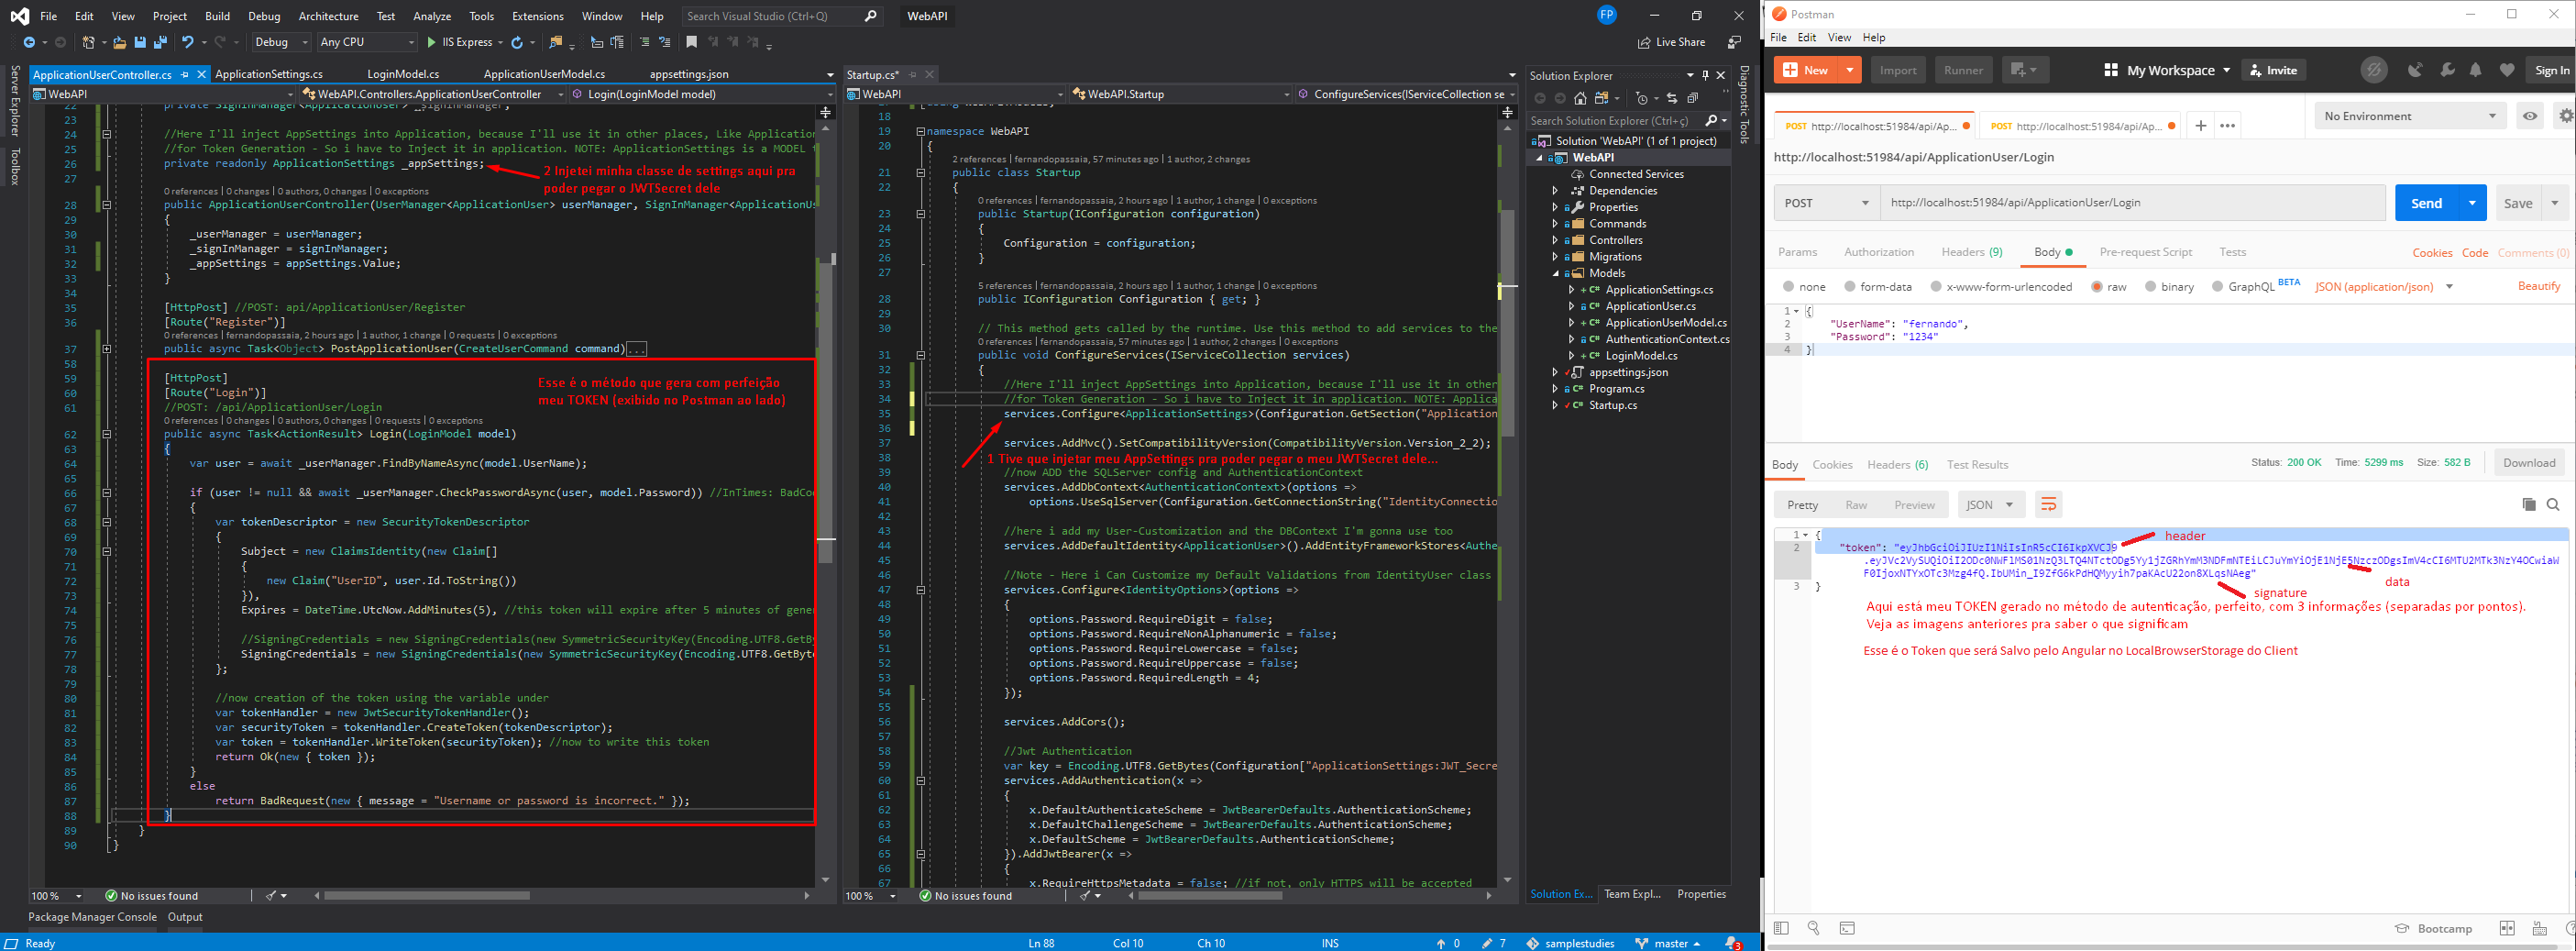 File Edit View Project Build Debug Architecture Test Analyze Tools Extensions Window Help Search Visual Studio (Ctrl+Q) WebAPI FP
Debug Any CPU IIS Express Live Share
Server Explorer
Toolbox
ApplicationUserController.cs ApplicationSettings.cs LoginModel.cs ApplicationUserModel.cs appsettings.json
WebAPI WebAPI.Controllers.ApplicationUserController Login(LoginModel model)
22 private SignInManager<ApplicationUser> _signInManager;
23
24 //Here I'll inject AppSettings into Application, because I'll use it in other places, Like Application
25 //for Token Generation - So i have to Inject it in application. NOTE: ApplicationSettings is a MODEL
26 private readonly ApplicationSettings _appSettings;
2 Injetei minha classe de settings aqui pra
poder pegar o JWTSecret dele
27
0 references | 0 changes | 0 authors, 0 changes | 0 exceptions
28 public ApplicationUserController(UserManager<ApplicationUser> userManager, SignInManager<ApplicationUs
29 {
30 _userManager = userManager;
31 _signInManager = signInManager;
32 _appSettings = appSettings.Value;
33 }
34
35 [HttpPost] //POST: api/ApplicationUser/Register
36 [Route("Register")]
0 references | fernandopassaia, 2 hours ago | 1 author, 1 change | 0 requests | 0 exceptions
37 public async Task<Object> PostApplicationUser(CreateUserCommand command)...
58
59 [HttpPost]
60 [Route("Login")]
61 //POST: /api/ApplicationUser/Login
Esse é o método que gera com perfeição
meu TOKEN (exibido no Postman ao lado)
0 references | 0 changes | 0 authors, 0 changes | 0 requests | 0 exceptions
62 public async Task<ActionResult> Login(LoginModel model)
63 {
64 var user = await _userManager.FindByNameAsync(model.UserName);
65
66 if (user != null && await _userManager.CheckPasswordAsync(user, model.Password)) //InTimes: BadCo
67 {
68 var tokenDescriptor = new SecurityTokenDescriptor
69 {
70 Subject = new ClaimsIdentity(new Claim[]
71 {
72 new Claim("UserID", user.Id.ToString())
73 }),
74 Expires = DateTime.UtcNow.AddMinutes(5), //this token will expire after 5 minutes of gene
75
76 //SigningCredentials = new SigningCredentials(new SymmetricSecurityKey(Encoding.UTF8.GetBy
77 SigningCredentials = new SigningCredentials(new SymmetricSecurityKey(Encoding.UTF8.GetByte
78 };
79
80 //now creation of the token using the variable under
81 var tokenHandler = new JwtSecurityTokenHandler();
82 var securityToken = tokenHandler.CreateToken(tokenDescriptor);
83 var token = tokenHandler.WriteToken(securityToken); //now to write this token
84 return Ok(new { token });
85 }
86 else
87 return BadRequest(new { message = "Username or password is incorrect." });
88 }
89 }
90 }
100 % No issues found
Startup.cs*
WebAPI WebAPI.Startup ConfigureServices(IServiceCollection se
18
19 namespace WebAPI
20 {
2 references | fernandopassaia, 57 minutes ago | 1 author, 2 changes
21 public class Startup
22 {
0 references | fernandopassaia, 2 hours ago | 1 author, 1 change | 0 exceptions
23 public Startup(IConfiguration configuration)
24 {
25 Configuration = configuration;
26 }
27
5 references | fernandopassaia, 2 hours ago | 1 author, 1 change | 0 exceptions
28 public IConfiguration Configuration { get; }
29
30 // This method gets called by the runtime. Use this method to add services to the
0 references | fernandopassaia, 57 minutes ago | 1 author, 2 changes | 0 exceptions
31 public void ConfigureServices(IServiceCollection services)
32 {
33 //Here I'll inject AppSettings into Application, because I'll use it in other
34 //for Token Generation - So i have to Inject it in application. NOTE: Applica
35 services.Configure<ApplicationSettings>(Configuration.GetSection("Application
36
37 services.AddMvc().SetCompatibilityVersion(CompatibilityVersion.Version_2_2);
38 1 Tive que injetar meu AppSettings pra poder pegar o meu JWTSecret dele...
39 //now ADD the SQLServer config and AuthenticationContext
40 services.AddDbContext<AuthenticationContext>(options =>
41 options.UseSqlServer(Configuration.GetConnectionString("IdentityConnectio
42
43 //here i add my User-Customization and the DBContext I'm gonna use too
44 services.AddDefaultIdentity<ApplicationUser>().AddEntityFrameworkStores<Authe
45
46 //Note - Here i Can Customize my Default Validations from IdentityUser class
47 services.Configure<IdentityOptions>(options =>
48 {
49 options.Password.RequireDigit = false;
50 options.Password.RequireNonAlphanumeric = false;
51 options.Password.RequireLowercase = false;
52 options.Password.RequireUppercase = false;
53 options.Password.RequiredLength = 4;
54 });
55
56 services.AddCors();
57
58 //Jwt Authentication
59 var key = Encoding.UTF8.GetBytes(Configuration["ApplicationSettings:JWT_Secre
60 services.AddAuthentication(x =>
61 {
62 x.DefaultAuthenticateScheme = JwtBearerDefaults.AuthenticationScheme;
63 x.DefaultChallengeScheme = JwtBearerDefaults.AuthenticationScheme;
64 x.DefaultScheme = JwtBearerDefaults.AuthenticationScheme;
65 }).AddJwtBearer(x =>
66 {
67 x.RequireHttpsMetadata = false; //if not, only HTTPS will be accepted
100 % No issues found
Solution Explorer
Search Solution Explorer (Ctrl+ç)
Solution 'WebAPI' (1 of 1 project)
WebAPI
Connected Services
Dependencies
Properties
Commands
Controllers
Migrations
Models
ApplicationSettings.cs
ApplicationUser.cs
ApplicationUserModel.cs
AuthenticationContext.cs
LoginModel.cs
appsettings.json
Program.cs
Startup.cs
Solution Ex... Team Expl... Properties
Diagnostic Tools
Package Manager Console Output
Ready Ln 88 Col 10 Ch 10 INS 0 7 samplestudies master 3
Postman
File Edit View Help
New Import Runner My Workspace Invite Sign In
POST http://localhost:51984/api/Ap... POST http://localhost:51984/api/Ap... No Environment
http://localhost:51984/api/ApplicationUser/Login
POST http://localhost:51984/api/ApplicationUser/Login Send Save
Params Authorization Headers (9) Body Pre-request Script Tests Cookies Code Comments (0)
none form-data x-www-form-urlencoded raw binary GraphQL BETA JSON (application/json) Beautify
1 {
2 "UserName": "fernando",
3 "Password": "1234"
4 }
Body Cookies Headers (6) Test Results Status: 200 OK Time: 5299 ms Size: 582 B Download
Pretty Raw Preview JSON
1 {
2 "token": "eyJhbGciOiJIUzI1NiIsInR5cCI6IkpXVCJ9
header
data
signature
3 }
Aqui está meu TOKEN gerado no método de autenticação, perfeito, com 3 informações (separadas por pontos).
Veja as imagens anteriores pra saber o que significam
Esse é o Token que será Salvo pelo Angular no LocalBrowserStorage do Client
Bootcamp